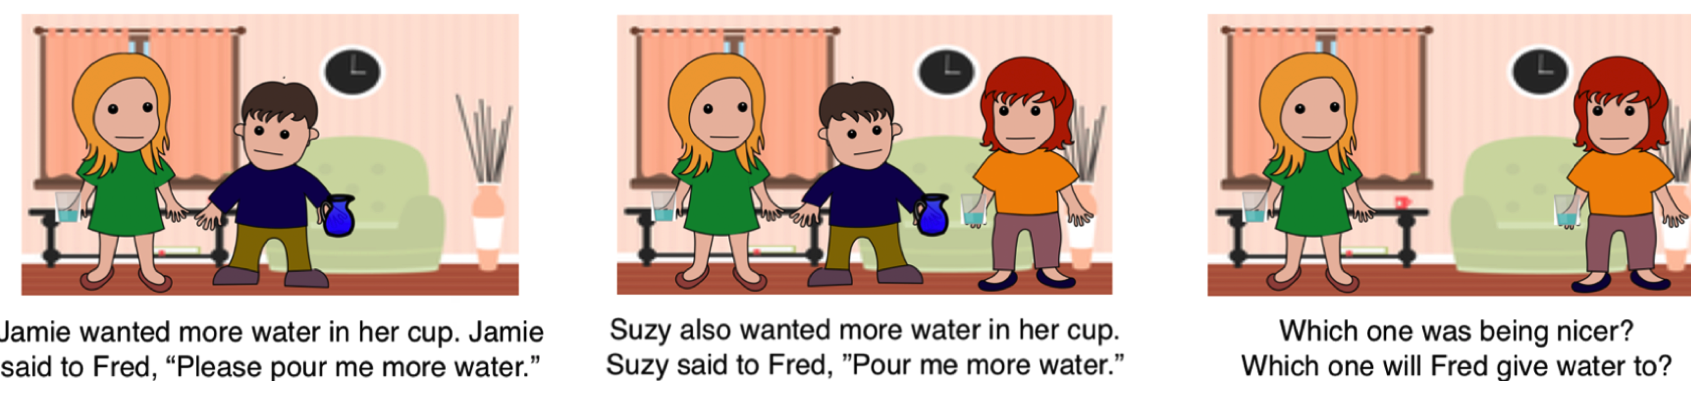 Jamie wanted more water in her cup. Jamie
said to Fred, “Please pour me more water.”
Suzy also wanted more water in her cup.
Suzy said to Fred, ”Pour me more water.”
Which one was being nicer?
Which one will Fred give water to?